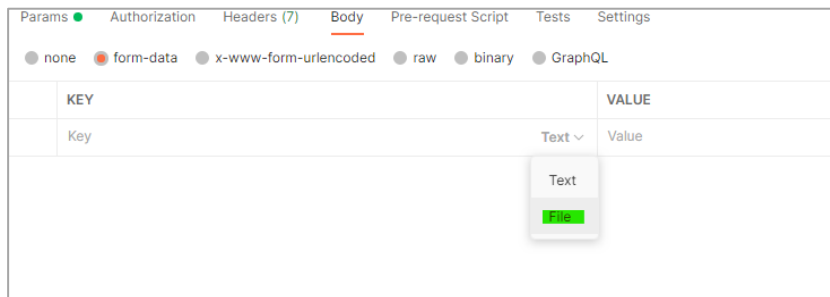 Params Authorization Headers (7) Body Pre-request Script Tests Settings
none form-data x-www-form-urlencoded raw binary GraphQL
KEY VALUE
Key Text Value
Text
File